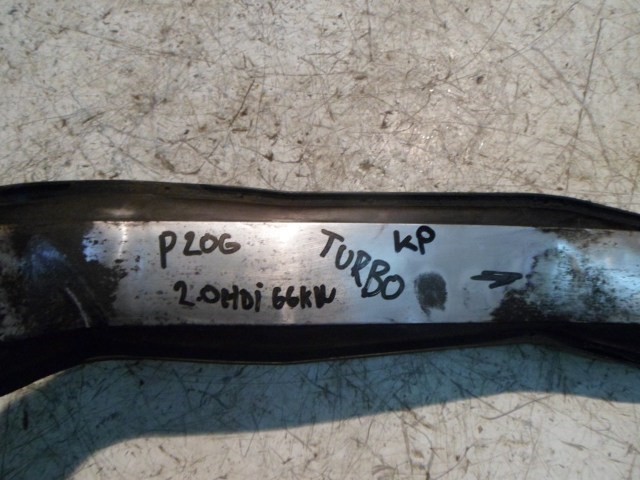 P206 TURBO KP
2.0HDi 66KW